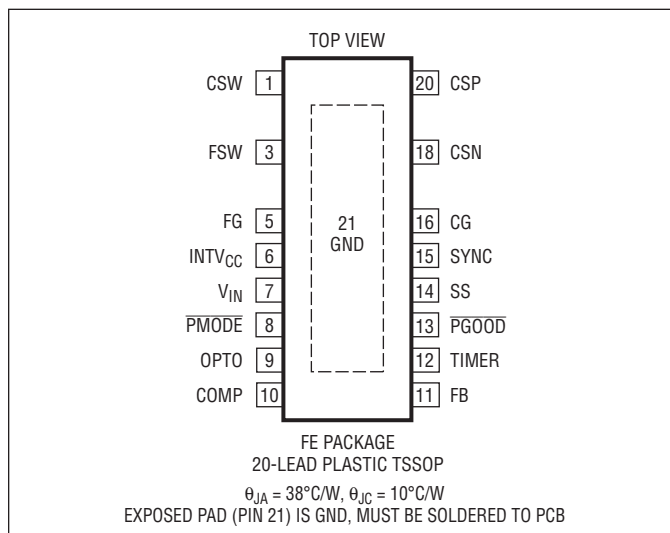 TOP VIEW
CSW 1 20 CSP
FSW 3 18 CSN
FG 5 16 CG
INTVCC 6 15 SYNC
VIN 7 14 SS
PMODE 8 13 PGOOD
OPTO 9 12 TIMER
COMP 10 11 FB
21
GND
FE PACKAGE
20-LEAD PLASTIC TSSOP
θJA = 38°C/W, θJC = 10°C/W
EXPOSED PAD (PIN 21) IS GND, MUST BE SOLDERED TO PCB